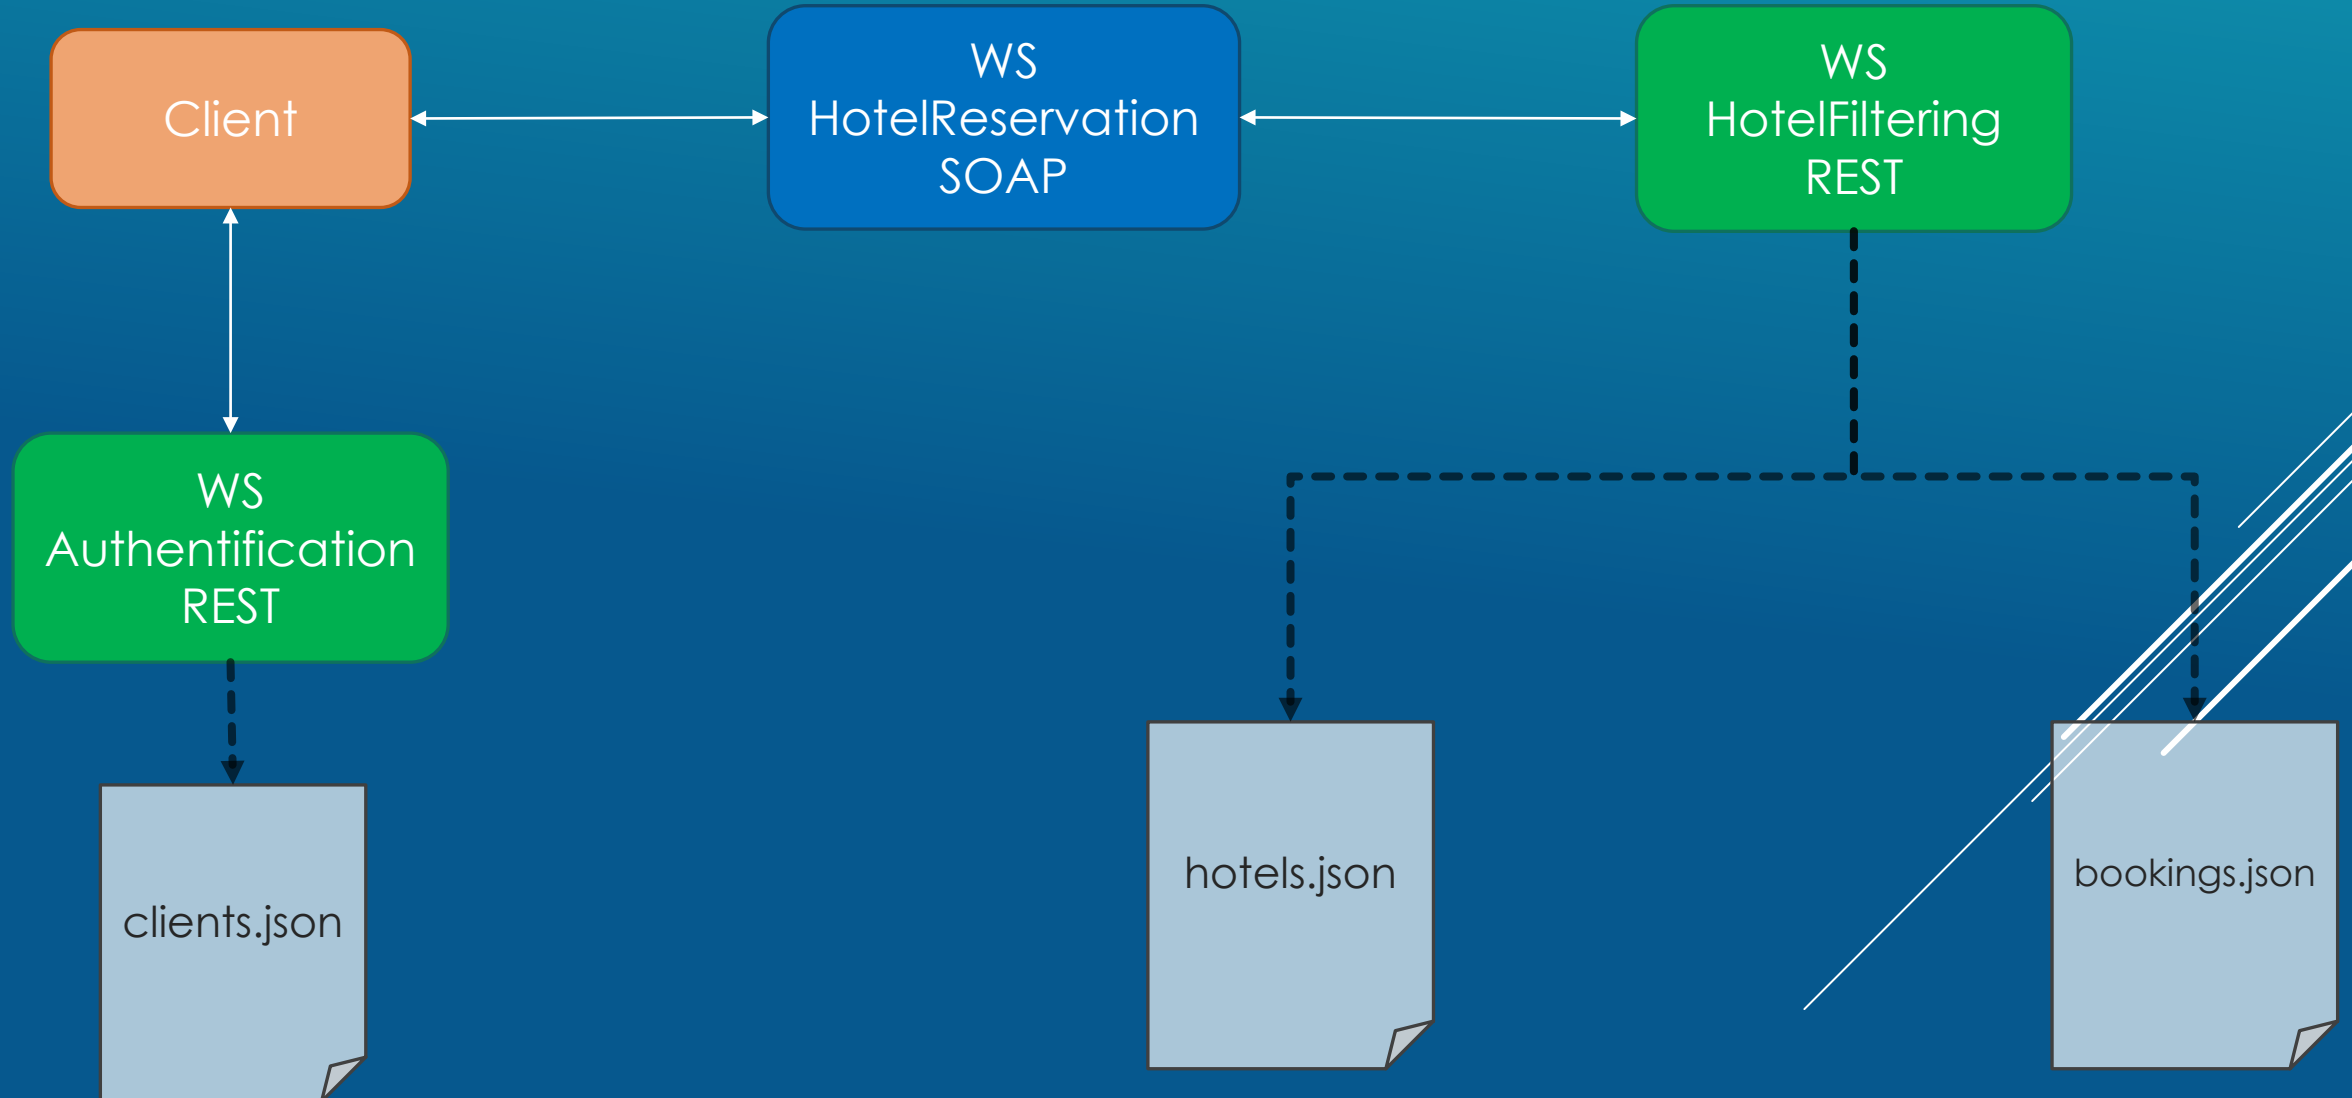 Client
WS
HotelReservation
SOAP
WS
HotelFiltering
REST
WS
Authentification
REST
clients.json
hotels.json
bookings.json